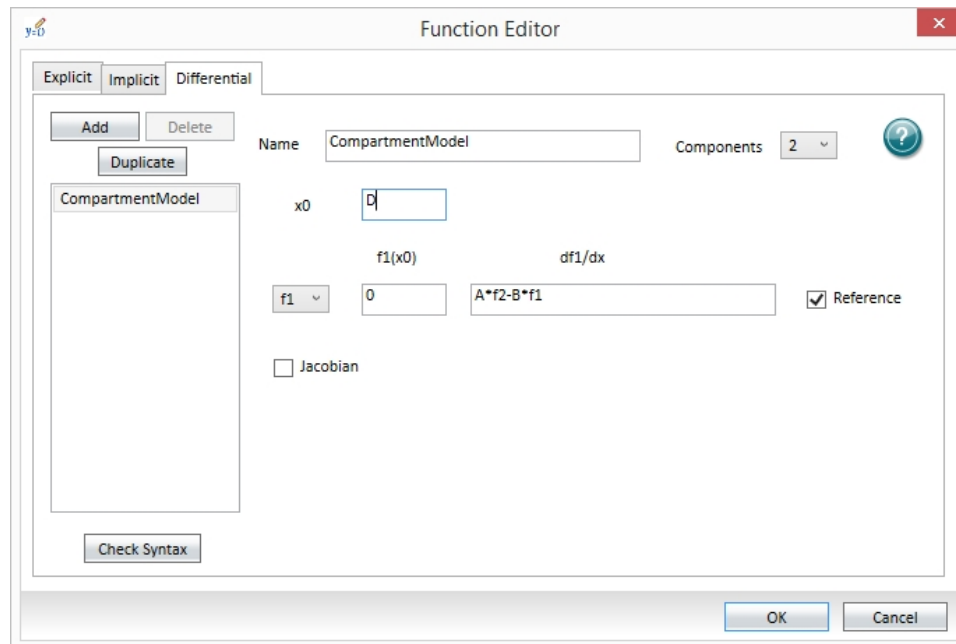 y=0
Function Editor
Explicit Implicit Differential
Add Delete
Name CompartmentModel Components 2 ?
Duplicate
CompartmentModel
x0 D
f1(x0) df1/dx
f1 0 A*f2-B*f1 Reference
Jacobian
Check Syntax
OK Cancel